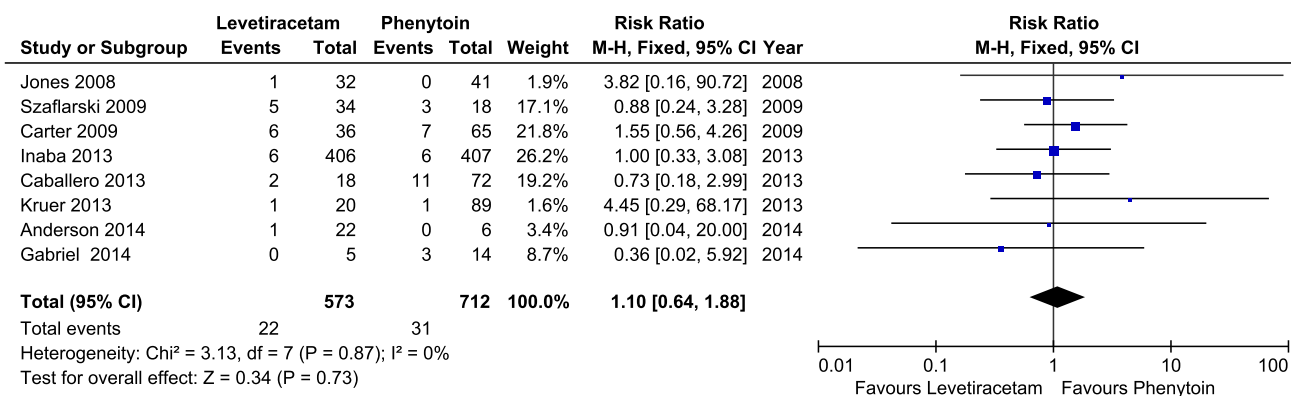 Levetiracetam Phenytoin Risk Ratio Risk Ratio
Study or Subgroup Events Total Events Total Weight M-H, Fixed, 95% CI Year M-H, Fixed, 95% CI
Jones 2008 1 32 0 41 1.9% 3.82 [0.16, 90.72] 2008
Szaflarski 2009 5 34 3 18 17.1% 0.88 [0.24, 3.28] 2009
Carter 2009 6 36 7 65 21.8% 1.55 [0.56, 4.26] 2009
Inaba 2013 6 406 6 407 26.2% 1.00 [0.33, 3.08] 2013
Caballero 2013 2 18 11 72 19.2% 0.73 [0.18, 2.99] 2013
Kruer 2013 1 20 1 89 1.6% 4.45 [0.29, 68.17] 2013
Anderson 2014 1 22 0 6 3.4% 0.91 [0.04, 20.00] 2014
Gabriel 2014 0 5 3 14 8.7% 0.36 [0.02, 5.92] 2014
Total (95% CI) 573 712 100.0% 1.10 [0.64, 1.88]
Total events 22 31
Heterogeneity: Chi² = 3.13, df = 7 (P = 0.87); I² = 0%
Test for overall effect: Z = 0.34 (P = 0.73)
0.01 0.1 1 10 100
Favours Levetiracetam Favours Phenytoin